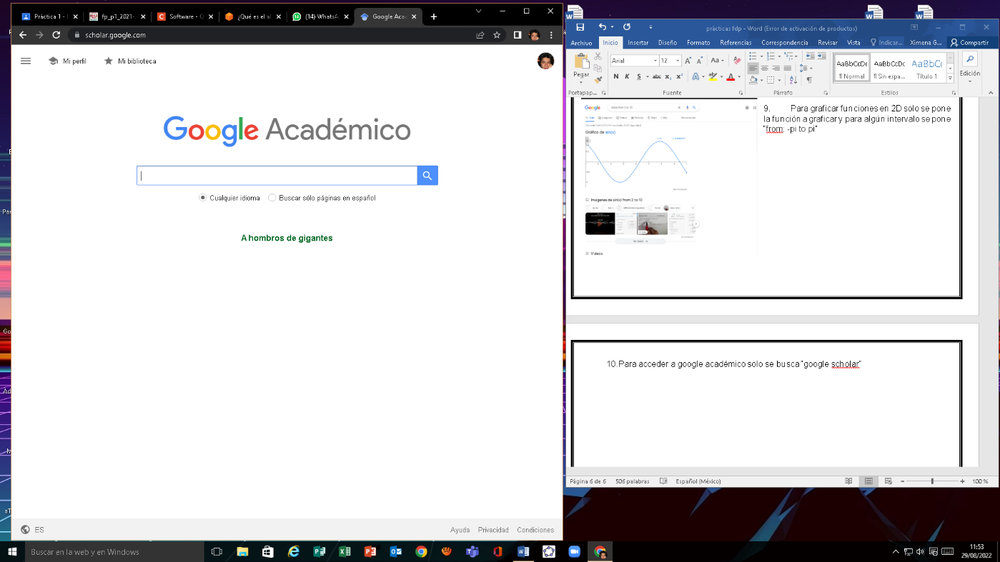 Práctica 1 -
fp_p1_2021-
Software - G
¿Qué es el al
(14) WhatsA
Google Acad
scholar.google.com
Mi perfil
Mi biblioteca
Google Académico
Cualquier idioma
Buscar sólo páginas en español
A hombros de gigantes
ES
Ayuda
Privacidad
Condiciones
prácticas fdp - Word (Error de activación de productos)
Archivo
Inicio
Insertar
Diseño
Formato
Referencias
Correspondencia
Revisar
Vista
Indicar...
Ximena G...
Compartir
Pegar
Arial
12
Aa
N K S abc x₂ x²
AaBbCcDc
AaBbCcDc
AaBbC(
¶ Normal
¶ Sin espa...
Título 1
Edición
Portapap...
Fuente
Párrafo
Estilos
Google
Gráfico de sin(x)
Imágenes de sin(x) from 2 to 10
Videos
9. Para graficar funciones en 2D solo se pone
la función a graficar y para algún intervalo se pone
"from: -pi to pi"
10. Para acceder a google académico solo se busca "google scholar"
Página 6 de 6
506 palabras
Español (México)
100 %
Buscar en la web y en Windows
11:53
29/08/2022